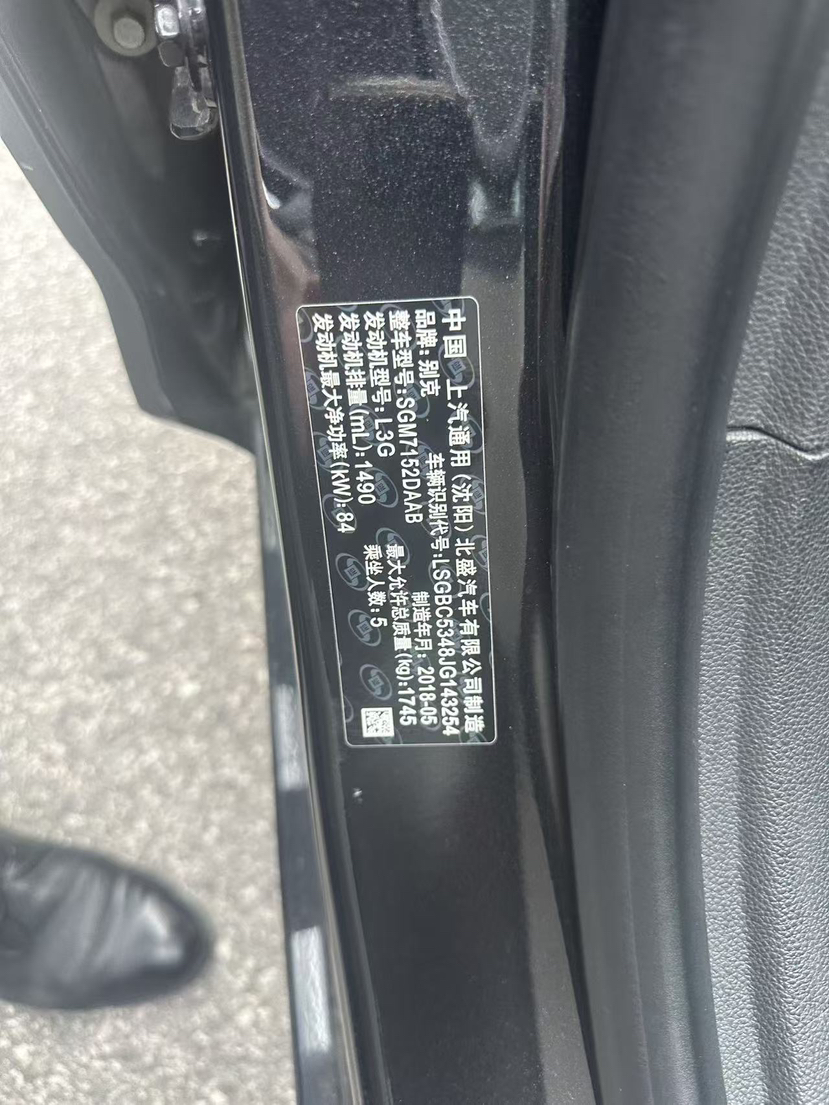 中国 上汽通用(沈阳)北盛汽车有限公司制造
品牌:别克 车辆识别代号:LSGBC5348JG143254
整车型号:SGM7152DAAB 制造年月:2018-05
发动机型号:L3G 最大允许总质量(kg):1745
发动机排量(mL):1490 乘坐人数:5
发动机最大净功率(kW):84